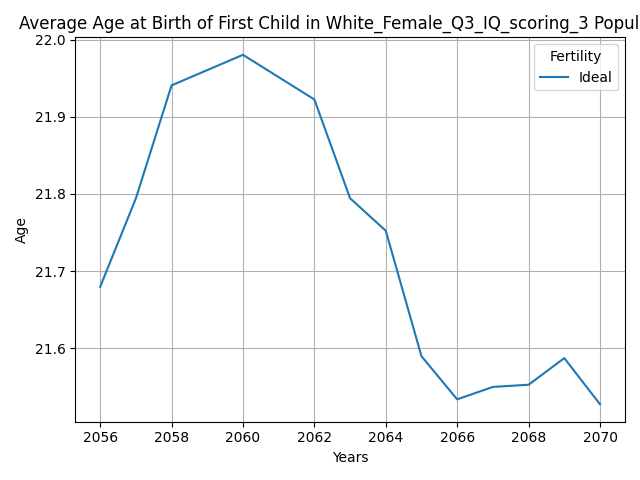 Average Age at Birth of First Child in White_Female_Q3_IQ_scoring_3 Popul
22.0
21.9
21.8
21.7
21.6
Age
Fertility
Ideal
2056 2058 2060 2062 2064 2066 2068 2070
Years